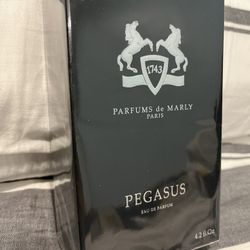 1743
PARFUMS de MARLY
PARIS
PEGASUS
EAU DE PARFUM
4.2 fl.oz